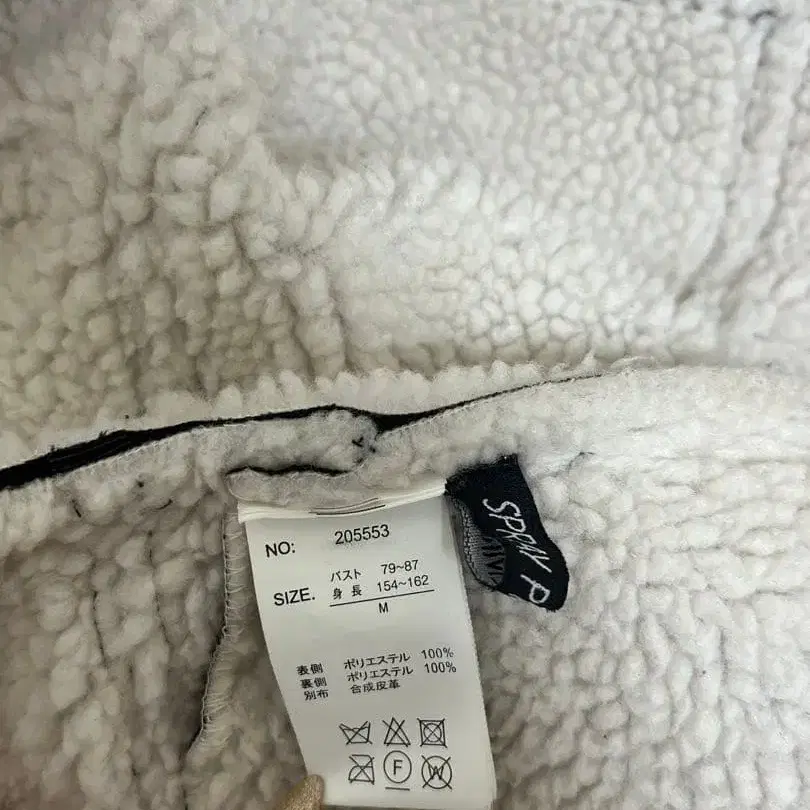 NO: 205553
SIZE. バスト 79~87
身長 154~162
M
表側 ポリエステル 100%
裏側 ポリエステル 100%
別布 合成皮革
F
W
SPRAY P